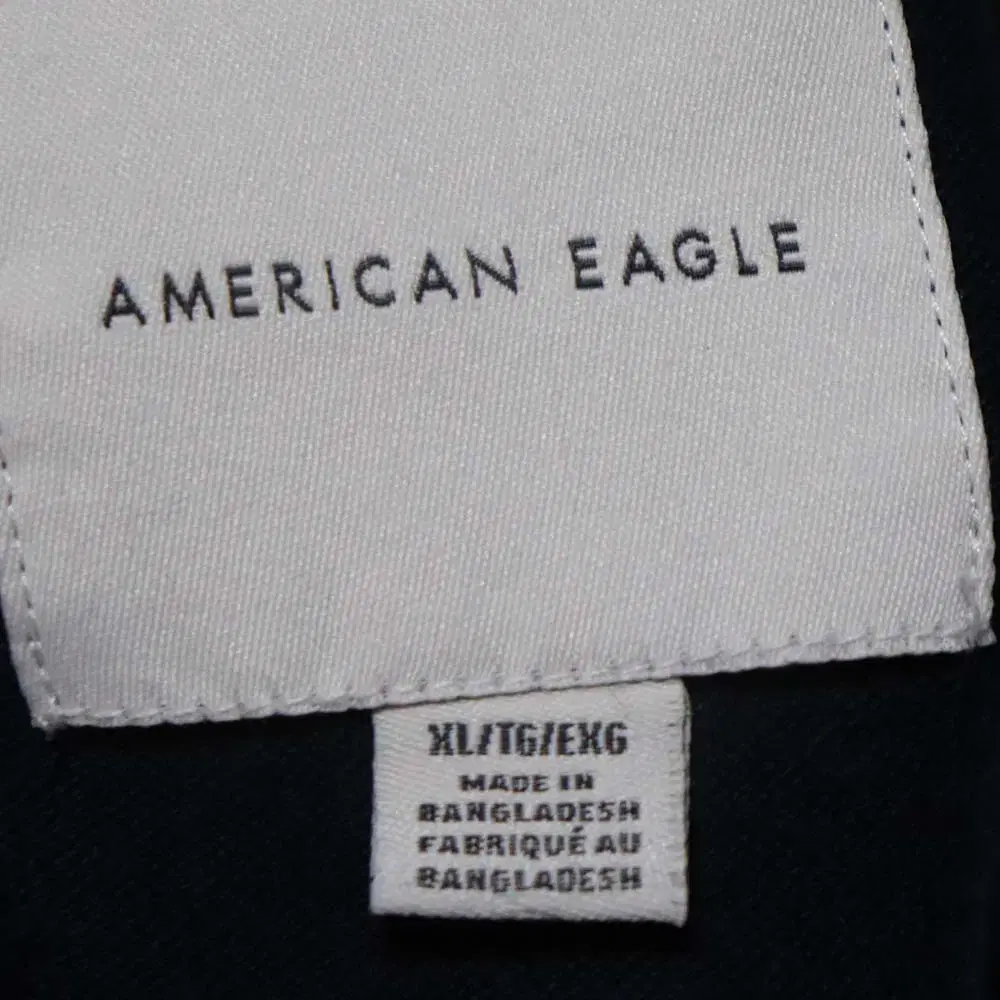 AMERICAN EAGLE
XL/TG/EXG
MADE IN
BANGLADESH
FABRIQUÉ AU
BANGLADESH